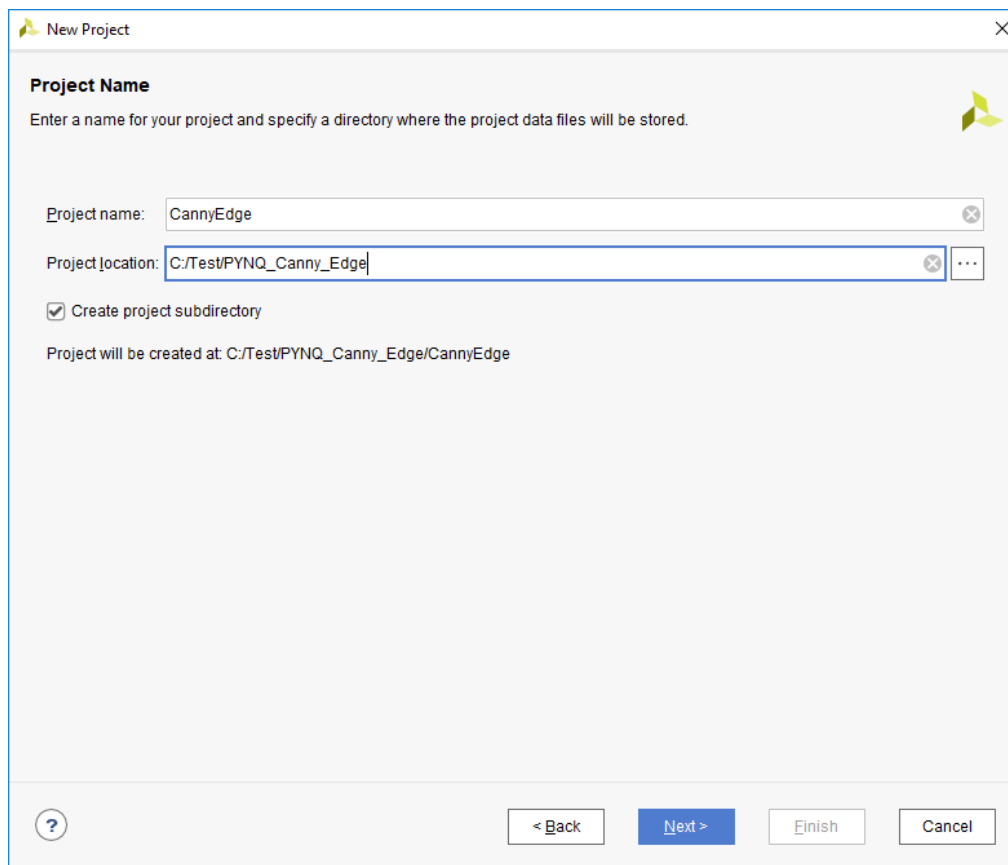 New Project
Project Name
Enter a name for your project and specify a directory where the project data files will be stored.
Project name: CannyEdge
Project location: C:/Test/PYNQ_Canny_Edge ...
Create project subdirectory
Project will be created at: C:/Test/PYNQ_Canny_Edge/CannyEdge
? < Back Next > Finish Cancel